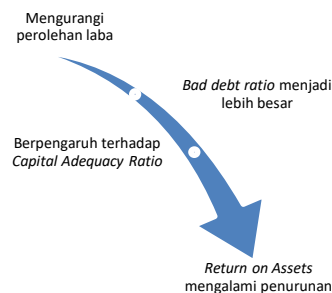 Mengurangi
perolehan laba
Bad debt ratio menjadi
lebih besar
Berpengaruh terhadap
Capital Adequacy Ratio
Return on Assets
mengalami penurunan